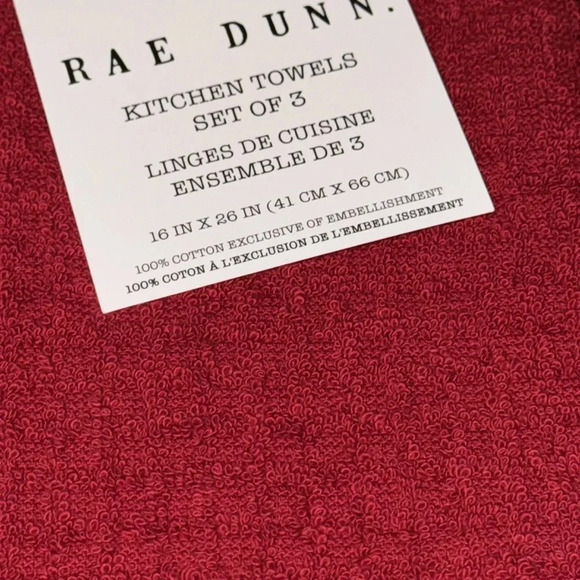 RAE DUNN.
KITCHEN TOWELS
SET OF 3
LINGES DE CUISINE
ENSEMBLE DE 3
16 IN X 26 IN (41 CM X 66 CM)
100% COTTON EXCLUSIVE OF EMBELLISHMENT
100% COTON À L'EXCLUSION DE L'EMBELLISSEMENT